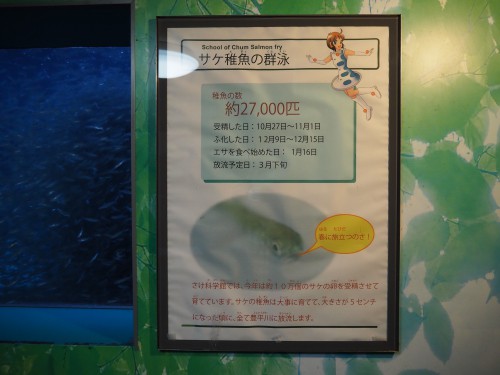 School of Chum Salmon fry
サケ稚魚の群泳
稚魚の数
約27,000匹
受精した日：10月27日～11月1日
ふ化した日：12月9日～12月15日
エサを食べ始めた日： 1月16日
放流予定日：３月下旬
春に旅立つのさ！
さけ科学館では、今年は約１０万個のサケの卵を受精させて
育てています。サケの稚魚は大事に育てて、大きさが５センチ
になった頃に、全て豊平川に放流します。